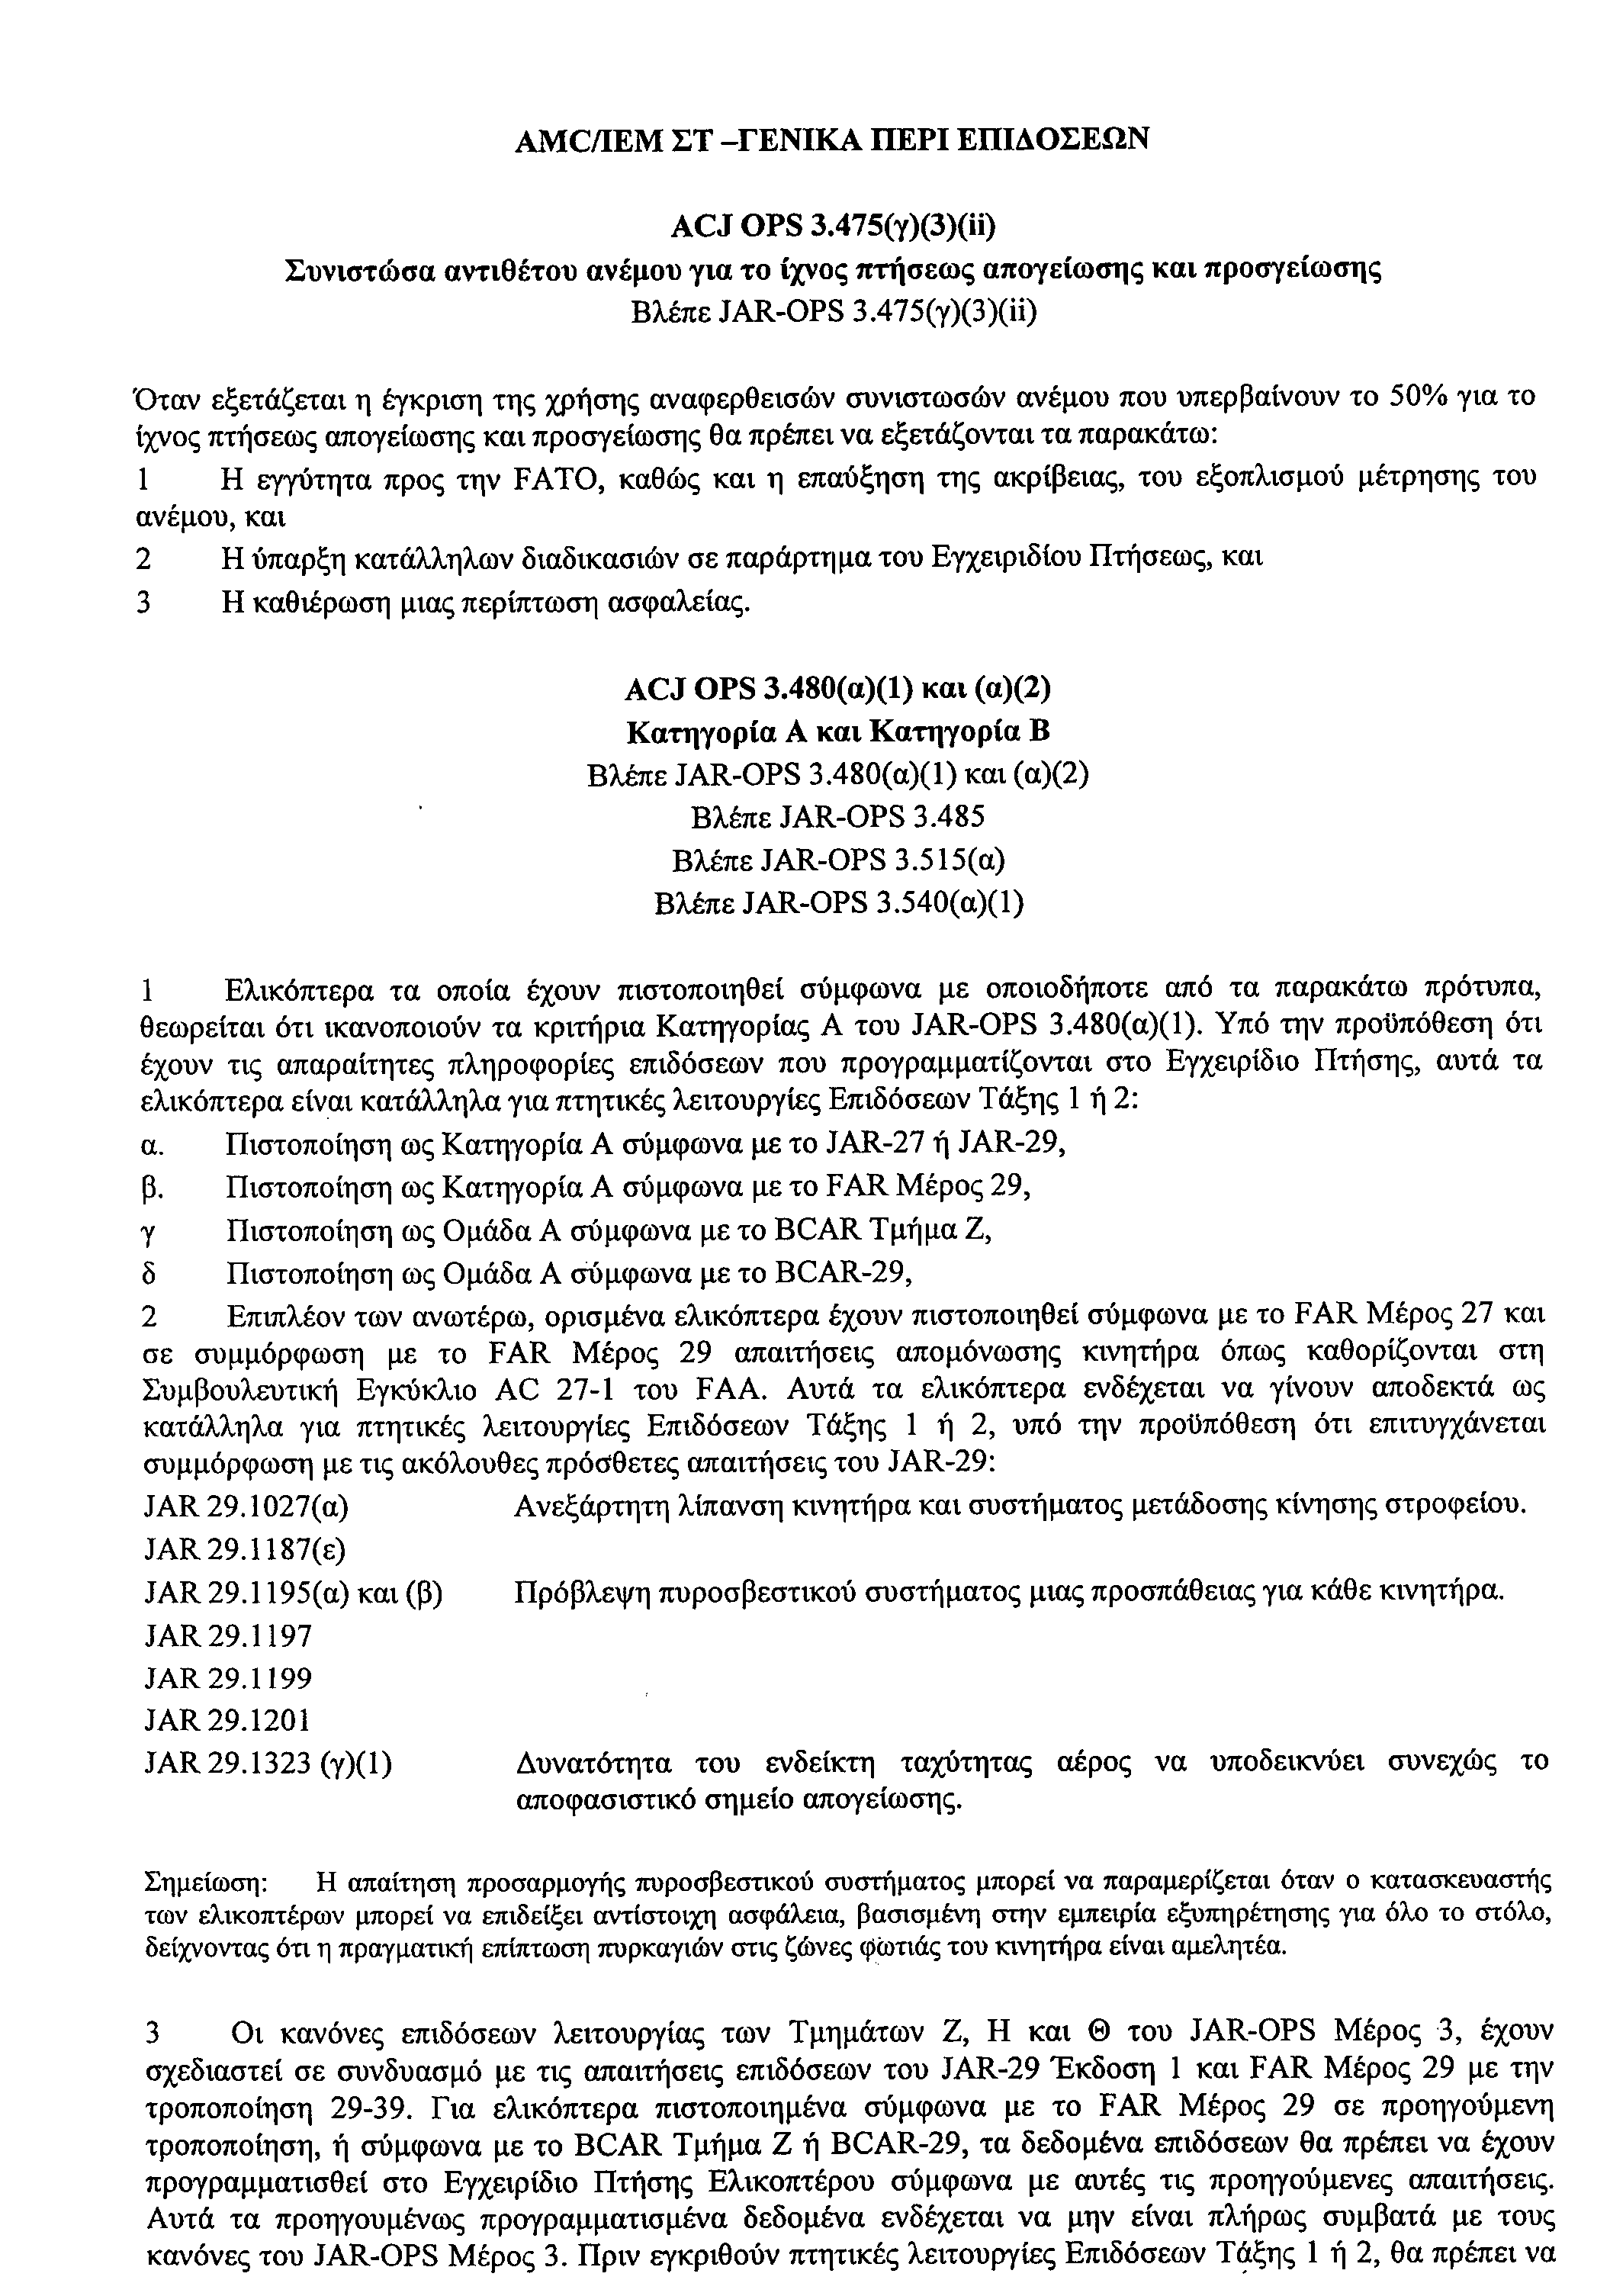 AMC/IEM ΣΤ –ΓΕΝΙΚΑ ΠΕΡΙ ΕΠΙΔΟΣΕΩΝ
ACJ OPS 3.475(γ)(3)(ii)
Συνιστώσα αντιθέτου ανέμου για το ίχνος πτήσεως απογείωσης και προσγείωσης
Βλέπε JAR-OPS 3.475(γ)(3)(ii)
Όταν εξετάζεται η έγκριση της χρήσης αναφερθεισών συνιστωσών ανέμου που υπερβαίνουν το 50% για το
ίχνος πτήσεως απογείωσης και προσγείωσης θα πρέπει να εξετάζονται τα παρακάτω:
1 Η εγγύτητα προς την FATO, καθώς και η επαύξηση της ακρίβειας, του εξοπλισμού μέτρησης του
ανέμου, και
2 Η ύπαρξη κατάλληλων διαδικασιών σε παράρτημα του Εγχειριδίου Πτήσεως, και
3 Η καθιέρωση μιας περίπτωση ασφαλείας.
ACJ OPS 3.480(α)(1) και (α)(2)
Κατηγορία Α και Κατηγορία Β
Βλέπε JAR-OPS 3.480(α)(1) και (α)(2)
Βλέπε JAR-OPS 3.485
Βλέπε JAR-OPS 3.515(α)
Βλέπε JAR-OPS 3.540(α)(1)
1 Ελικόπτερα τα οποία έχουν πιστοποιηθεί σύμφωνα με οποιοδήποτε από τα παρακάτω πρότυπα,
θεωρείται ότι ικανοποιούν τα κριτήρια Κατηγορίας Α του JAR-OPS 3.480(α)(1). Υπό την προϋπόθεση ότι
έχουν τις απαραίτητες πληροφορίες επιδόσεων που προγραμματίζονται στο Εγχειρίδιο Πτήσης, αυτά τα
ελικόπτερα είναι κατάλληλα για πτητικές λειτουργίες Επιδόσεων Τάξης 1 ή 2:
α. Πιστοποίηση ως Κατηγορία Α σύμφωνα με το JAR-27 ή JAR-29,
β. Πιστοποίηση ως Κατηγορία Α σύμφωνα με το FAR Μέρος 29,
γ Πιστοποίηση ως Ομάδα Α σύμφωνα με το BCAR Τμήμα Ζ,
δ Πιστοποίηση ως Ομάδα Α σύμφωνα με το BCAR-29,
2 Επιπλέον των ανωτέρω, ορισμένα ελικόπτερα έχουν πιστοποιηθεί σύμφωνα με το FAR Μέρος 27 και
σε συμμόρφωση με το FAR Μέρος 29 απαιτήσεις απομόνωσης κινητήρα όπως καθορίζονται στη
Συμβουλευτική Εγκύκλιο AC 27-1 του FAA. Αυτά τα ελικόπτερα ενδέχεται να γίνουν αποδεκτά ως
κατάλληλα για πτητικές λειτουργίες Επιδόσεων Τάξης 1 ή 2, υπό την προϋπόθεση ότι επιτυγχάνεται
συμμόρφωση με τις ακόλουθες πρόσθετες απαιτήσεις του JAR-29:
JAR 29.1027(α) Ανεξάρτητη λίπανση κινητήρα και συστήματος μετάδοσης κίνησης στροφείου.
JAR 29.1187(ε)
JAR 29.1195(α) και (β) Πρόβλεψη πυροσβεστικού συστήματος μιας προσπάθειας για κάθε κινητήρα.
JAR 29.1197
JAR 29.1199
JAR 29.1201
JAR 29.1323 (γ)(1) Δυνατότητα του ενδείκτη ταχύτητας αέρος να υποδεικνύει συνεχώς το
αποφασιστικό σημείο απογείωσης.
Σημείωση: Η απαίτηση προσαρμογής πυροσβεστικού συστήματος μπορεί να παραμερίζεται όταν ο κατασκευαστής
των ελικοπτέρων μπορεί να επιδείξει αντίστοιχη ασφάλεια, βασισμένη στην εμπειρία εξυπηρέτησης για όλο το στόλο,
δείχνοντας ότι η πραγματική επίπτωση πυρκαγιών στις ζώνες φωτιάς του κινητήρα είναι αμελητέα.
3 Οι κανόνες επιδόσεων λειτουργίας των Τμημάτων Ζ, Η και Θ του JAR-OPS Μέρος 3, έχουν
σχεδιαστεί σε συνδυασμό με τις απαιτήσεις επιδόσεων του JAR-29 Έκδοση 1 και FAR Μέρος 29 με την
τροποποίηση 29-39. Για ελικόπτερα πιστοποιημένα σύμφωνα με το FAR Μέρος 29 σε προηγούμενη
τροποποίηση, ή σύμφωνα με το BCAR Τμήμα Ζ ή BCAR-29, τα δεδομένα επιδόσεων θα πρέπει να έχουν
προγραμματισθεί στο Εγχειρίδιο Πτήσης Ελικοπτέρου σύμφωνα με αυτές τις προηγούμενες απαιτήσεις.
Αυτά τα προηγουμένως προγραμματισμένα δεδομένα ενδέχεται να μην είναι πλήρως συμβατά με τους
κανόνες του JAR-OPS Μέρος 3. Πριν εγκριθούν πτητικές λειτουργίες Επιδόσεων Τάξης 1 ή 2, θα πρέπει να